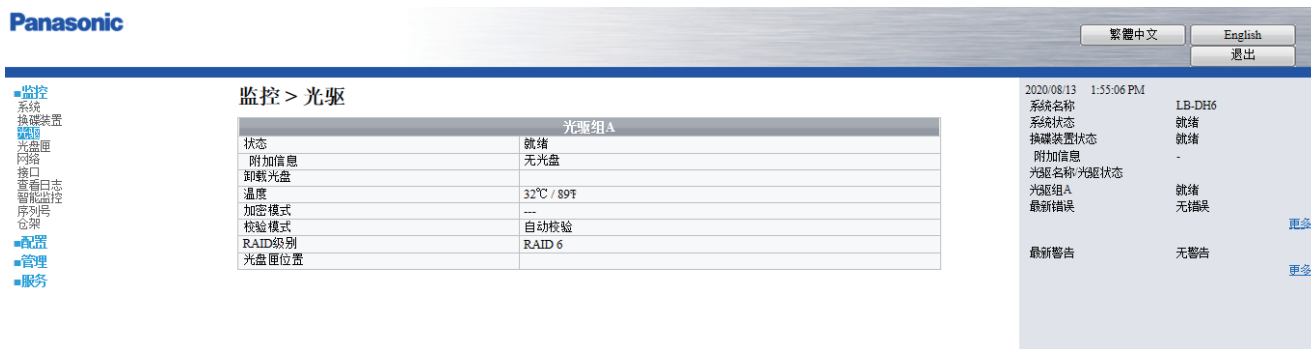 Panasonic
繁體中文 English
退出
■监控
系统
换碟装置
光驱
光盘匣
网络
接口
查看日志
智能监控
序列号
仓架
■配置
■管理
■服务
监控 > 光驱
光驱组A
状态 就绪
附加信息 无光盘
卸载光盘
温度 32℃ / 89℉
加密模式 ---
校验模式 自动校验
RAID级别 RAID 6
光盘匣位置
2020/08/13 1:55:06 PM
系统名称 LB-DH6
系统状态 就绪
换碟装置状态 就绪
附加信息 -
光驱名称/光驱状态
光驱组A 就绪
最新错误 无错误
更多
最新警告 无警告
更多